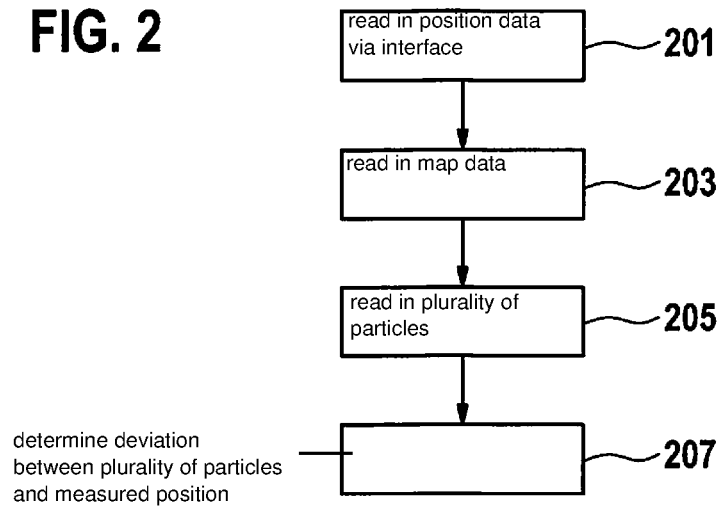 FIG. 2
read in position data
via interface
201
read in map data
203
read in plurality of
particles
205
determine deviation
between plurality of particles
and measured position
207